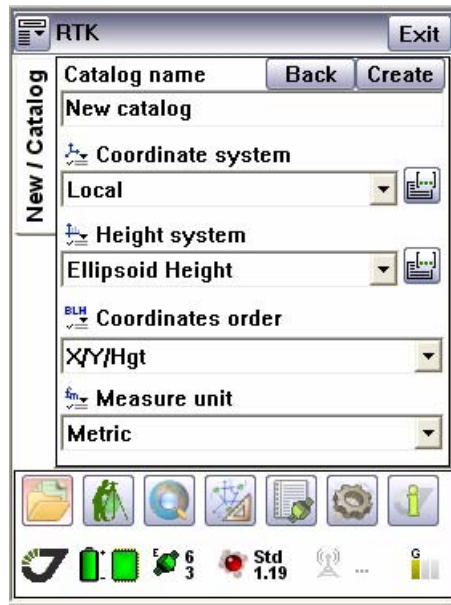 RTK Exit
New / Catalog
Catalog name Back Create
New catalog
Coordinate system
Local
Height system
Ellipsoid Height
BLH Coordinates order
X/Y/Hgt
fm Measure unit
Metric
E 6 3
Std 1.19
...
G